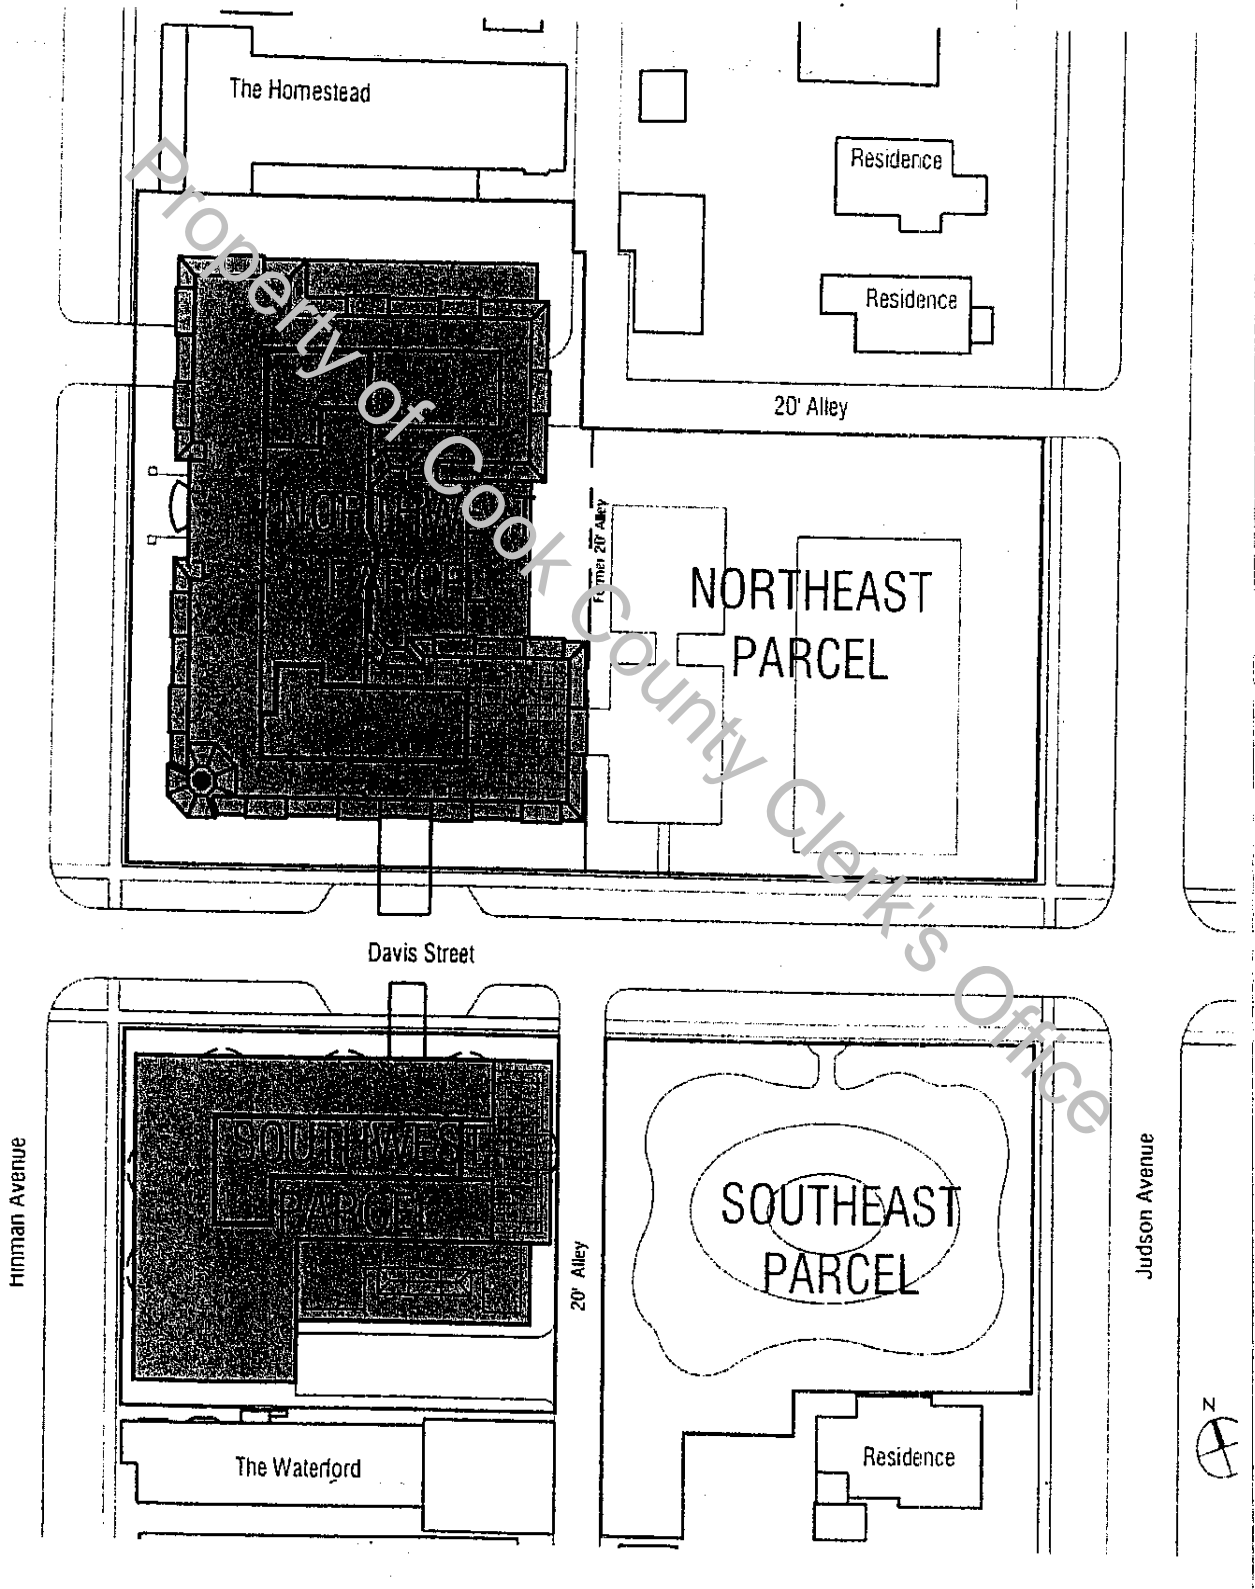 The Homestead
Residence
Residence
20' Alley
NORTHWEST
PARCEL
Former 20' Alley
NORTHEAST
PARCEL
Davis Street
Hinman Avenue
SOUTHWEST
PARCEL
20' Alley
SOUTHEAST
PARCEL
Judson Avenue
The Waterford
Residence
N
Property of Cook County Clerk's Office